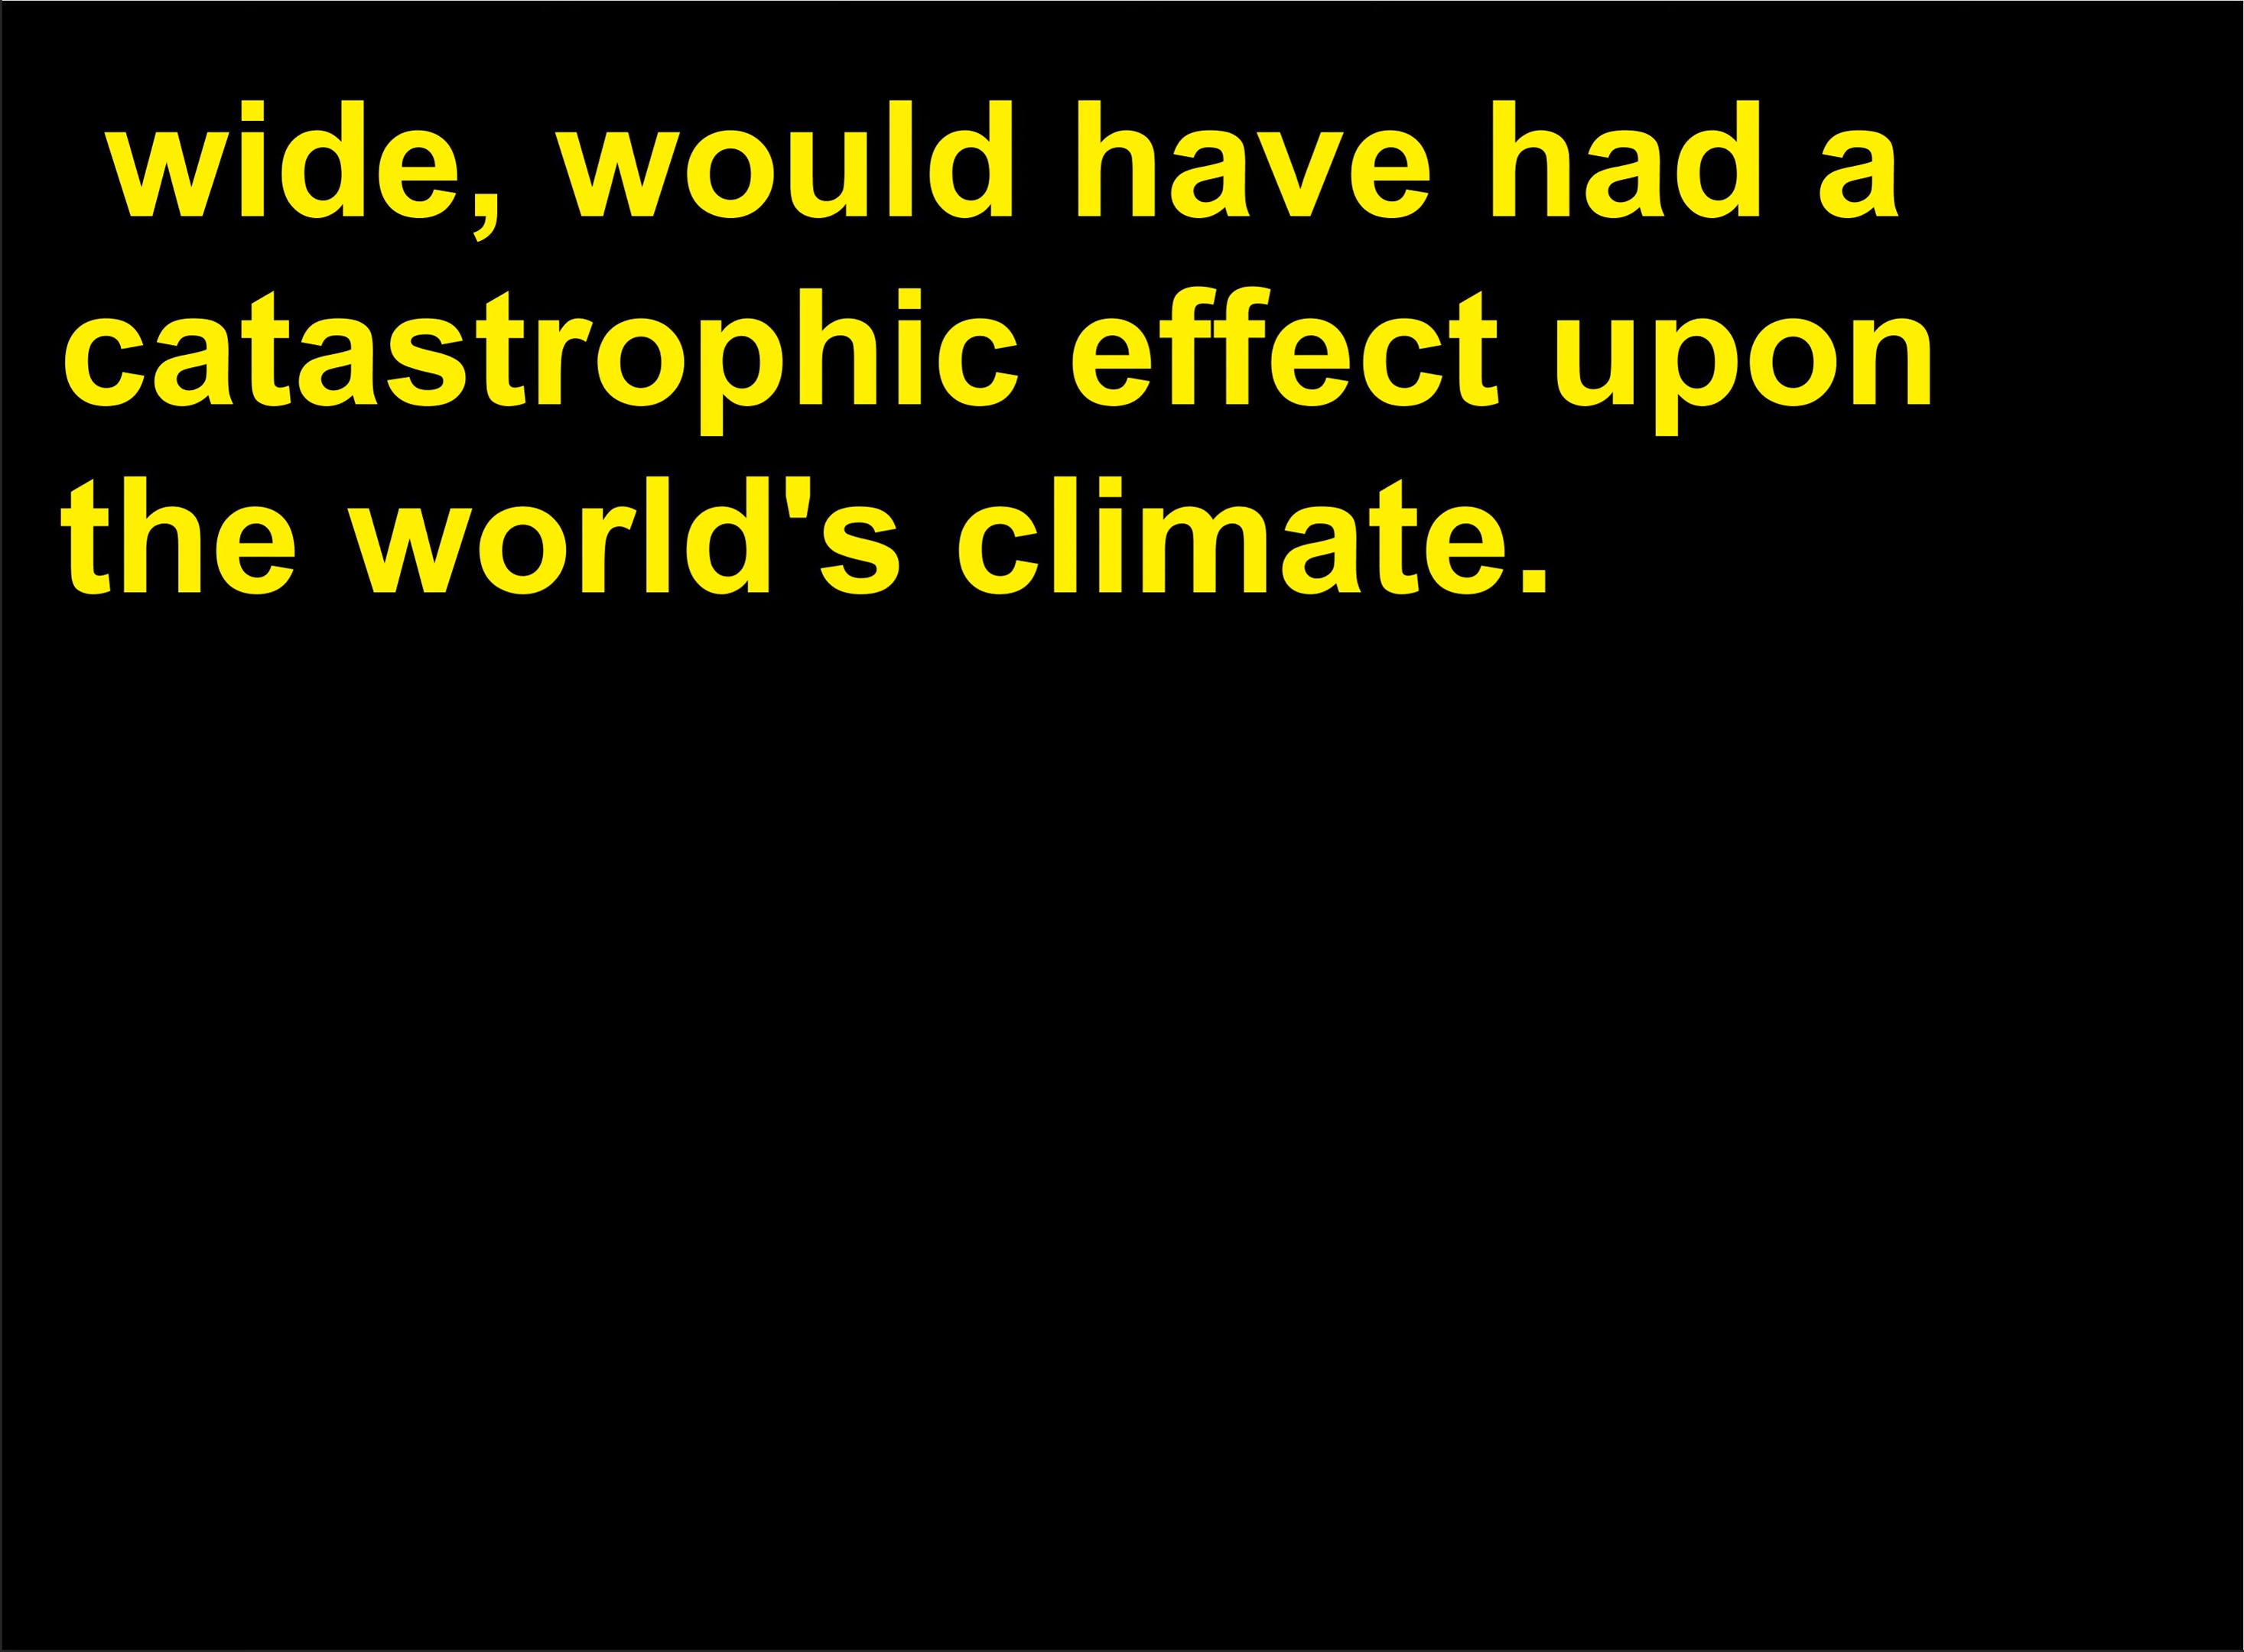 wide, would have had a
catastrophic effect upon
the world's climate.